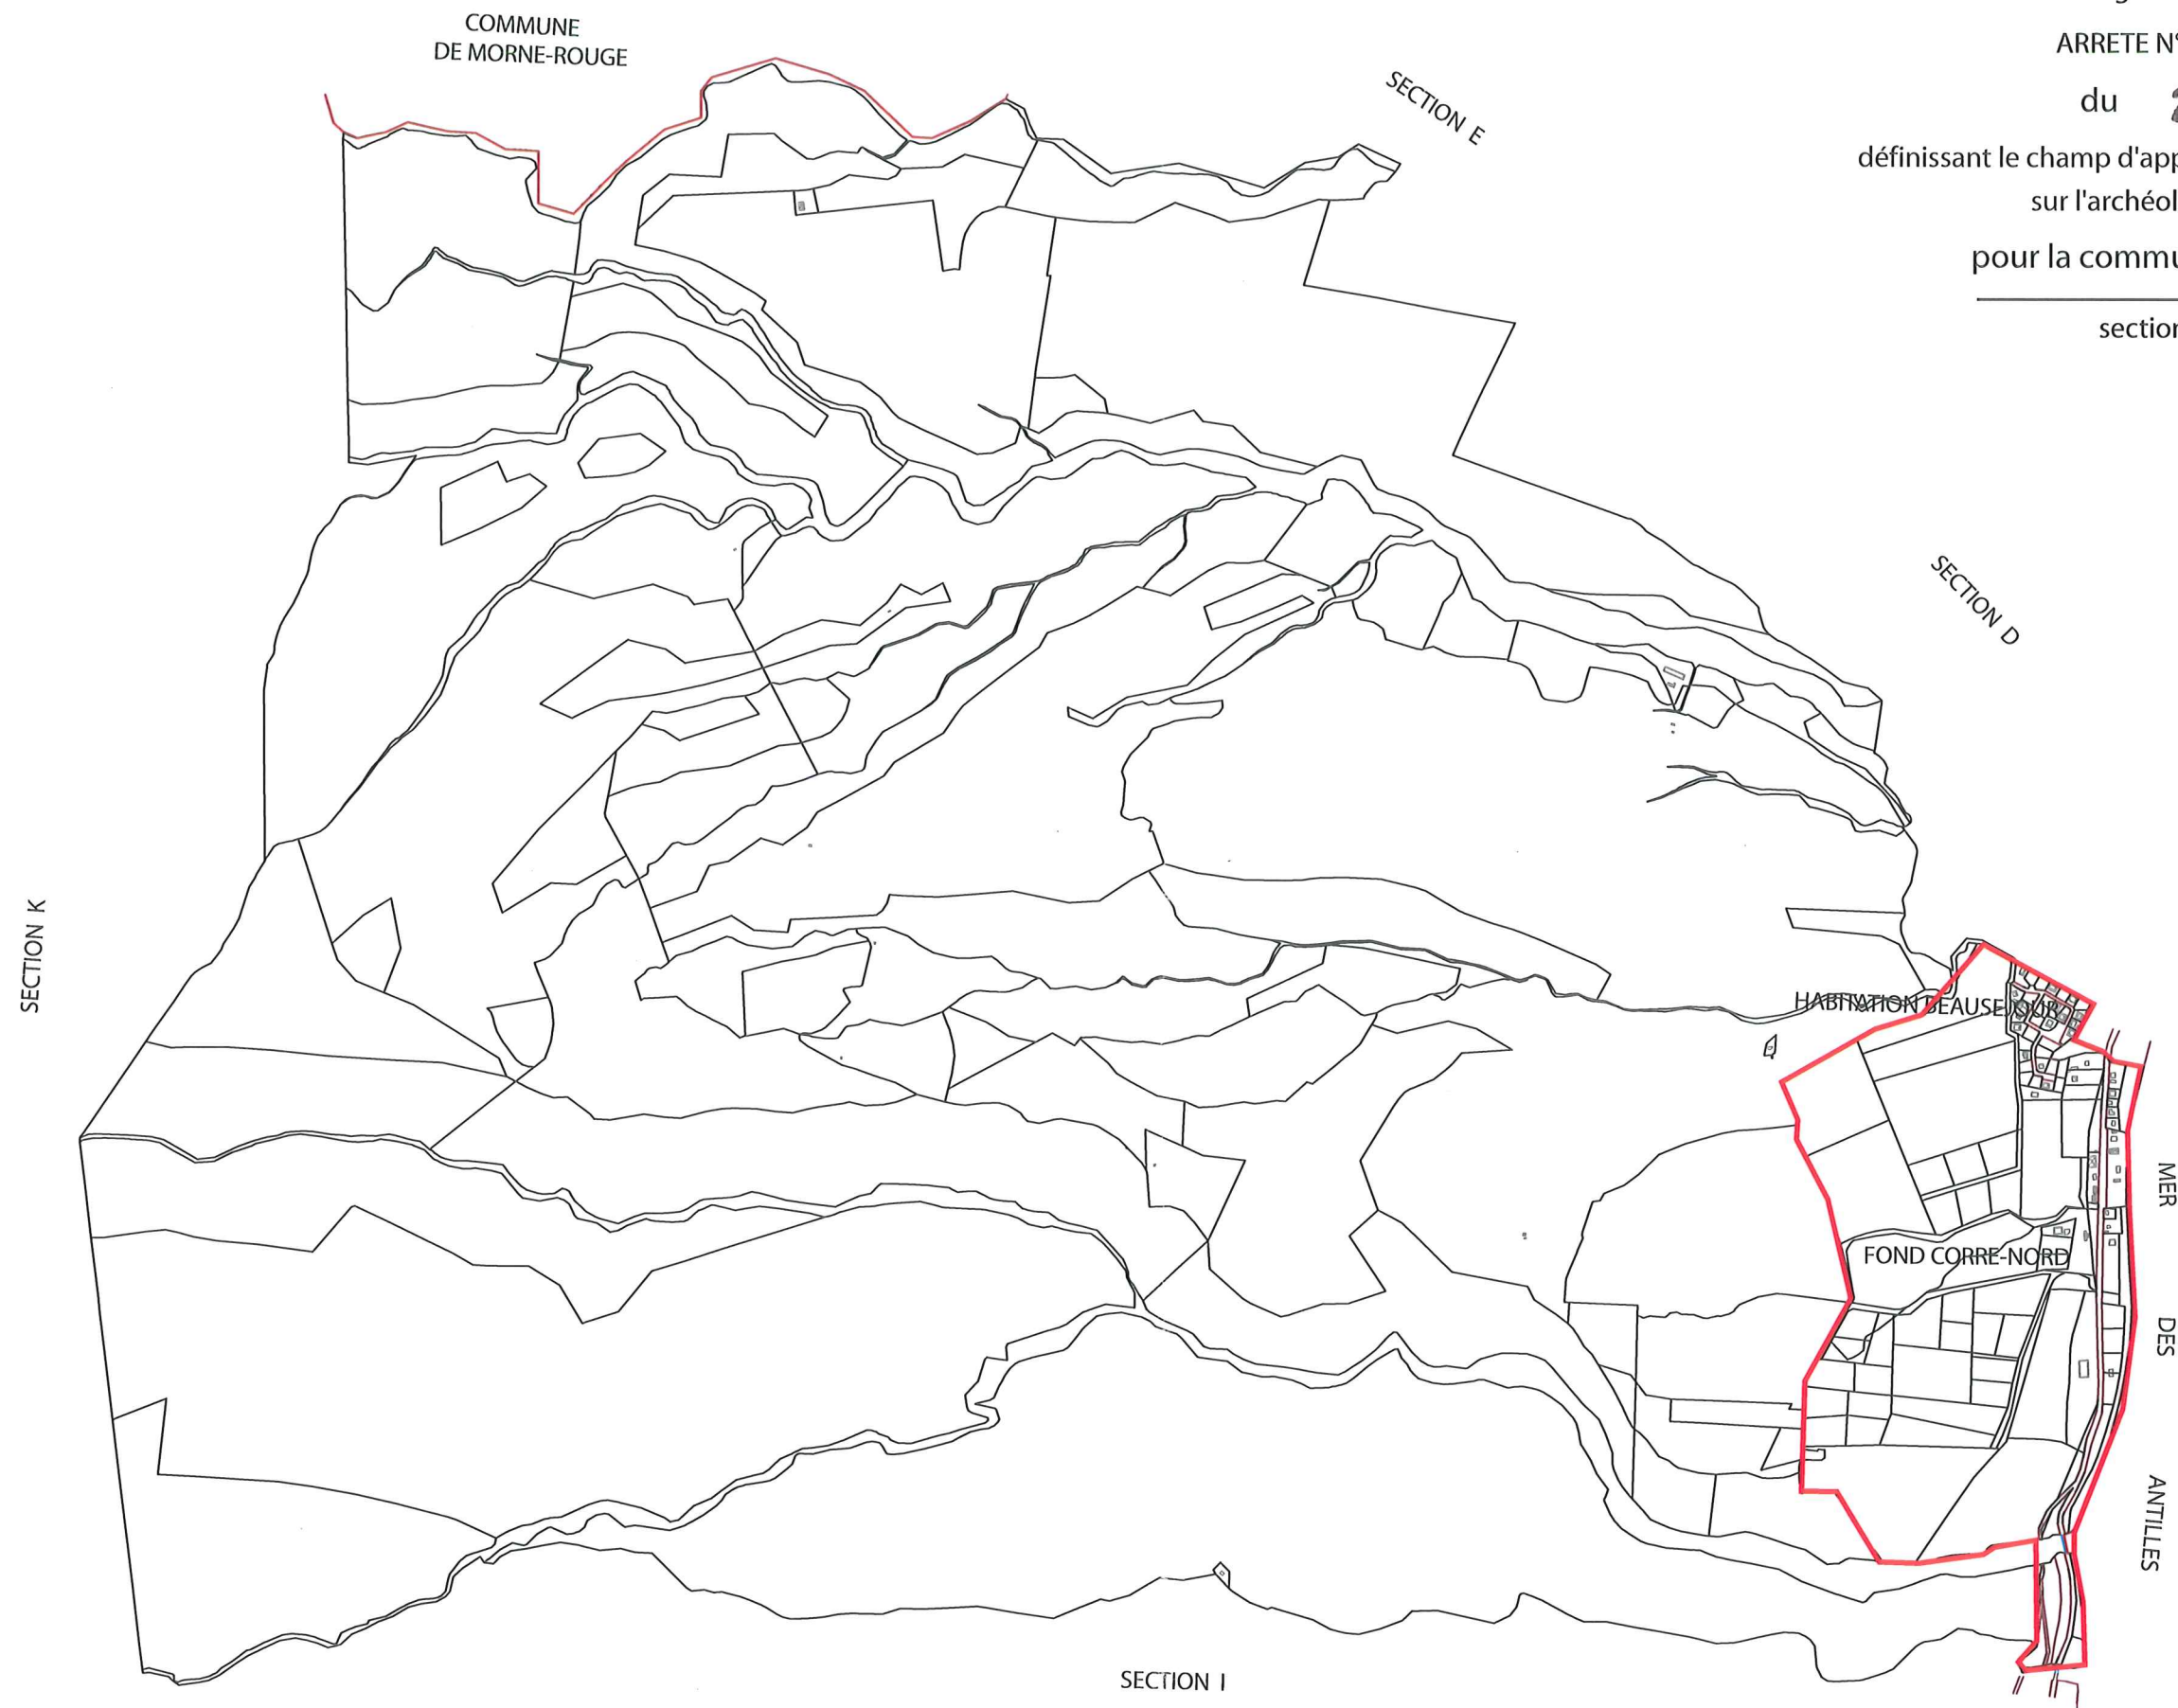 COMMUNE
DE MORNE-ROUGE
ARRETE N°
du
définissant le champ d'app
sur l'archéol
pour la commu
section
SECTION E
SECTION D
SECTION K
HABITATION BEAUSEJOUR
FOND CORRE-NORD
MER
DES
ANTILLES
SECTION I